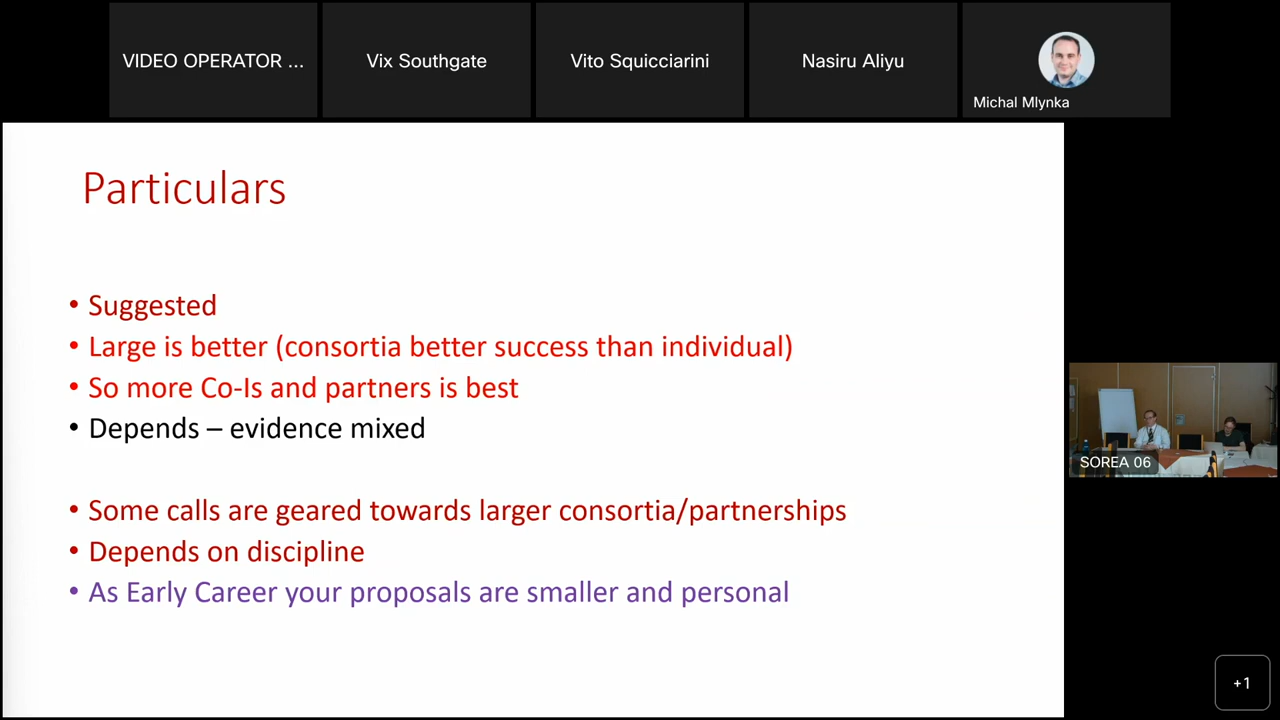 VIDEO OPERATOR ...
Vix Southgate
Vito Squicciarini
Nasiru Aliyu
Michal Mlynka
Particulars
• Suggested
• Large is better (consortia better success than individual)
• So more Co-Is and partners is best
• Depends – evidence mixed
• Some calls are geared towards larger consortia/partnerships
• Depends on discipline
• As Early Career your proposals are smaller and personal
SOREA 06
+1